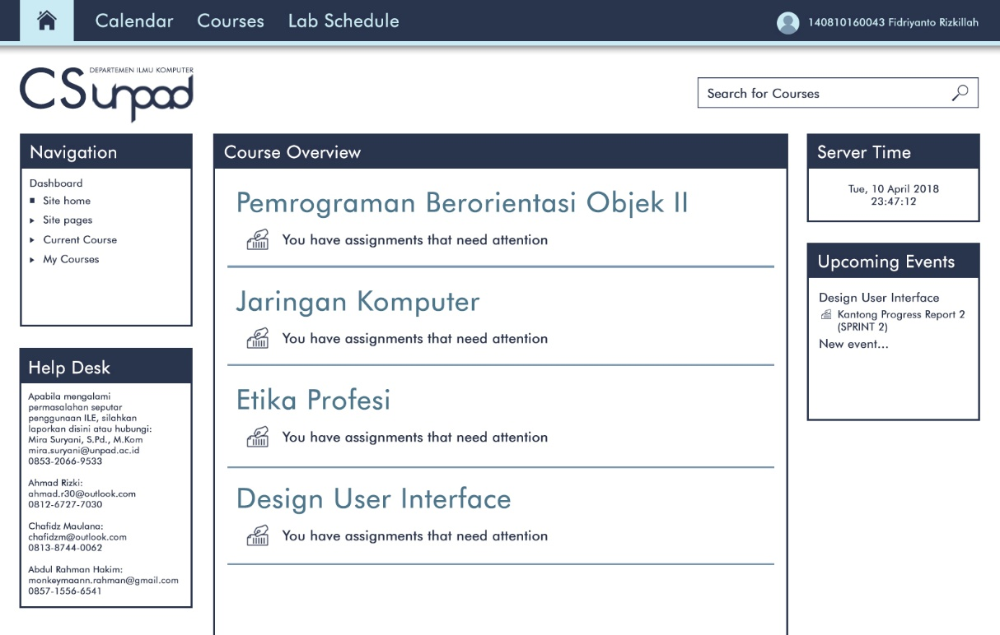 Calendar
Courses
Lab Schedule
140810160043 Fidriyanto Rizkillah
CSunpad
DEPARTEMEN ILMU KOMPUTER
Search for Courses
Navigation
Dashboard
Site home
Site pages
Current Course
My Courses
Help Desk
Apabila mengalami
permasalahan seputar
penggunaan ILE, silahkan
laporkan disini atau hubungi:
Mira Suryani, S.Pd., M.Kom
mira.suryani@unpad.ac.id
0853-2066-9533
Ahmad Rizki:
ahmad.r30@outlook.com
0812-6727-7030
Chafidz Maulana:
chafidzm@outlook.com
0813-8744-0062
Abdul Rahman Hakim:
monkeymaann.rahman@gmail.com
0857-1556-6541
Course Overview
Pemrograman Berorientasi Objek II
You have assignments that need attention
Jaringan Komputer
You have assignments that need attention
Etika Profesi
You have assignments that need attention
Design User Interface
You have assignments that need attention
Server Time
Tue, 10 April 2018
23:47:12
Upcoming Events
Design User Interface
Kantong Progress Report 2
(SPRINT 2)
New event...